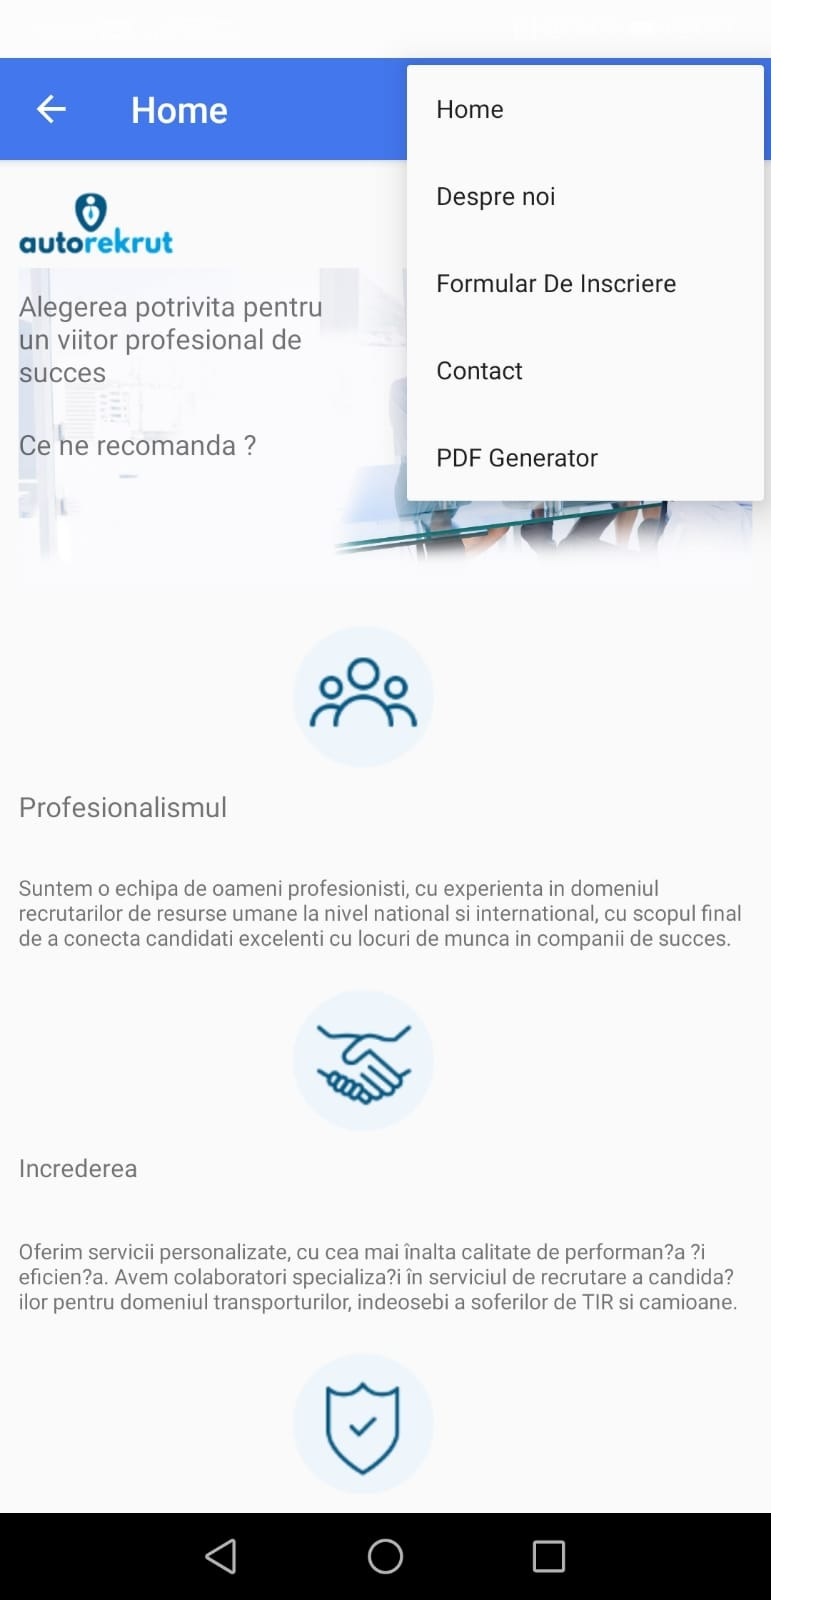 Home
Home
Despre noi
Formular De Inscriere
Contact
PDF Generator
autorekrut
Alegerea potrivita pentru
un viitor profesional de
succes
Ce ne recomanda ?
Profesionalismul
Suntem o echipa de oameni profesionisti, cu experienta in domeniul
recrutarilor de resurse umane la nivel national si international, cu scopul final
de a conecta candidati excelenti cu locuri de munca in companii de succes.
Increderea
Oferim servicii personalizate, cu cea mai înalta calitate de performan?a ?i
eficien?a. Avem colaboratori specializa?i în serviciul de recrutare a candida?
ilor pentru domeniul transporturilor, indeosebi a soferilor de TIR si camioane.